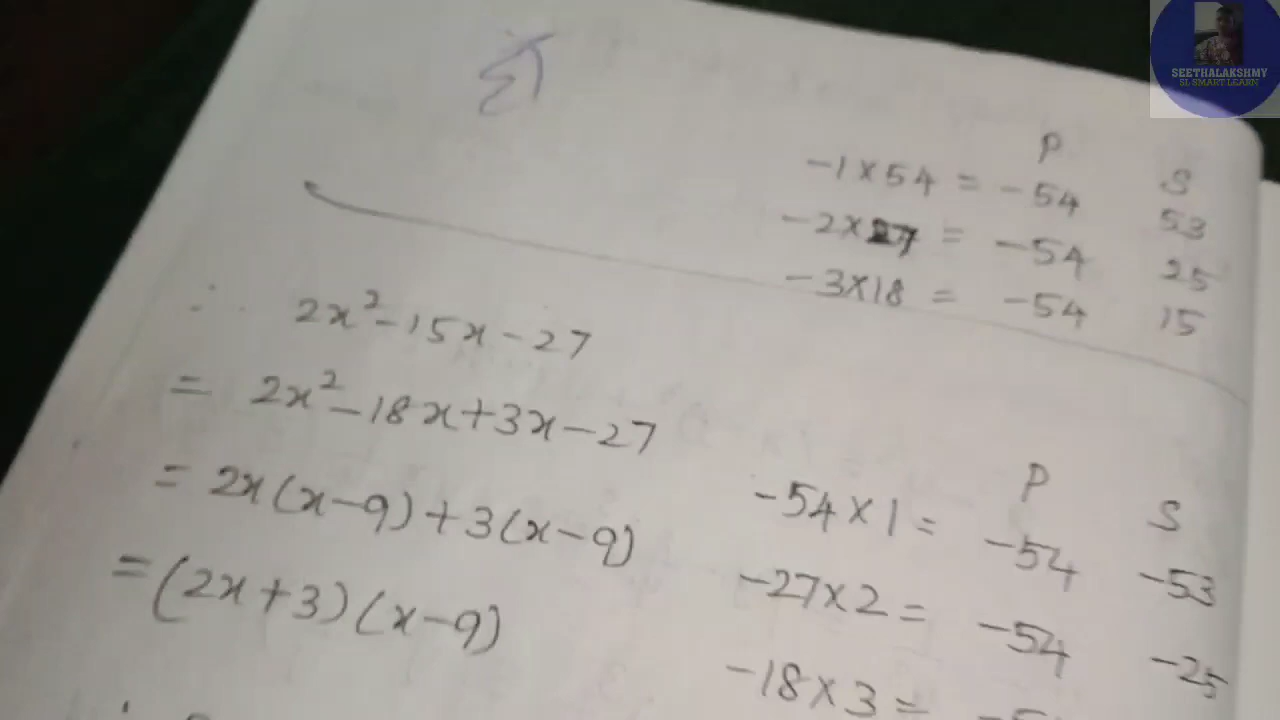 P S
-1×54 = -54 53
-2×27 = -54 25
-3×18 = -54 15
∴ 2x²-15x-27
= 2x²-18x+3x-27
= 2x(x-9)+3(x-9)
=(2x+3)(x-9)
P S
-54×1 = -54 -53
-27×2 = -54 -25
-18×3 =
SEETHALAKSHMY
SL SMART LEARN